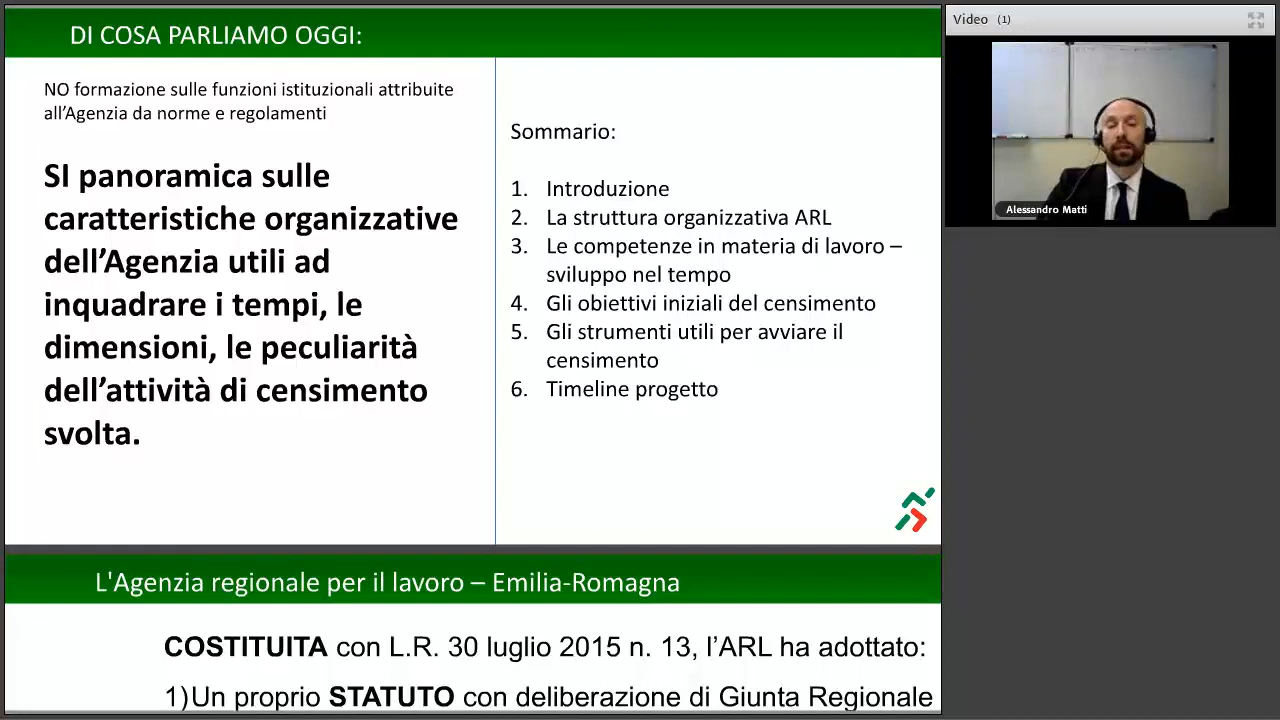 DI COSA PARLIAMO OGGI:
NO formazione sulle funzioni istituzionali attribuite
all'Agenzia da norme e regolamenti
SI panoramica sulle
caratteristiche organizzative
dell'Agenzia utili ad
inquadrare i tempi, le
dimensioni, le peculiarità
dell'attività di censimento
svolta.
Sommario:
1. Introduzione
2. La struttura organizzativa ARL
3. Le competenze in materia di lavoro –
sviluppo nel tempo
4. Gli obiettivi iniziali del censimento
5. Gli strumenti utili per avviare il
censimento
6. Timeline progetto
L'Agenzia regionale per il lavoro – Emilia-Romagna
COSTITUITA con L.R. 30 luglio 2015 n. 13, l'ARL ha adottato:
1)Un proprio STATUTO con deliberazione di Giunta Regionale
Video (1)
Alessandro Matti